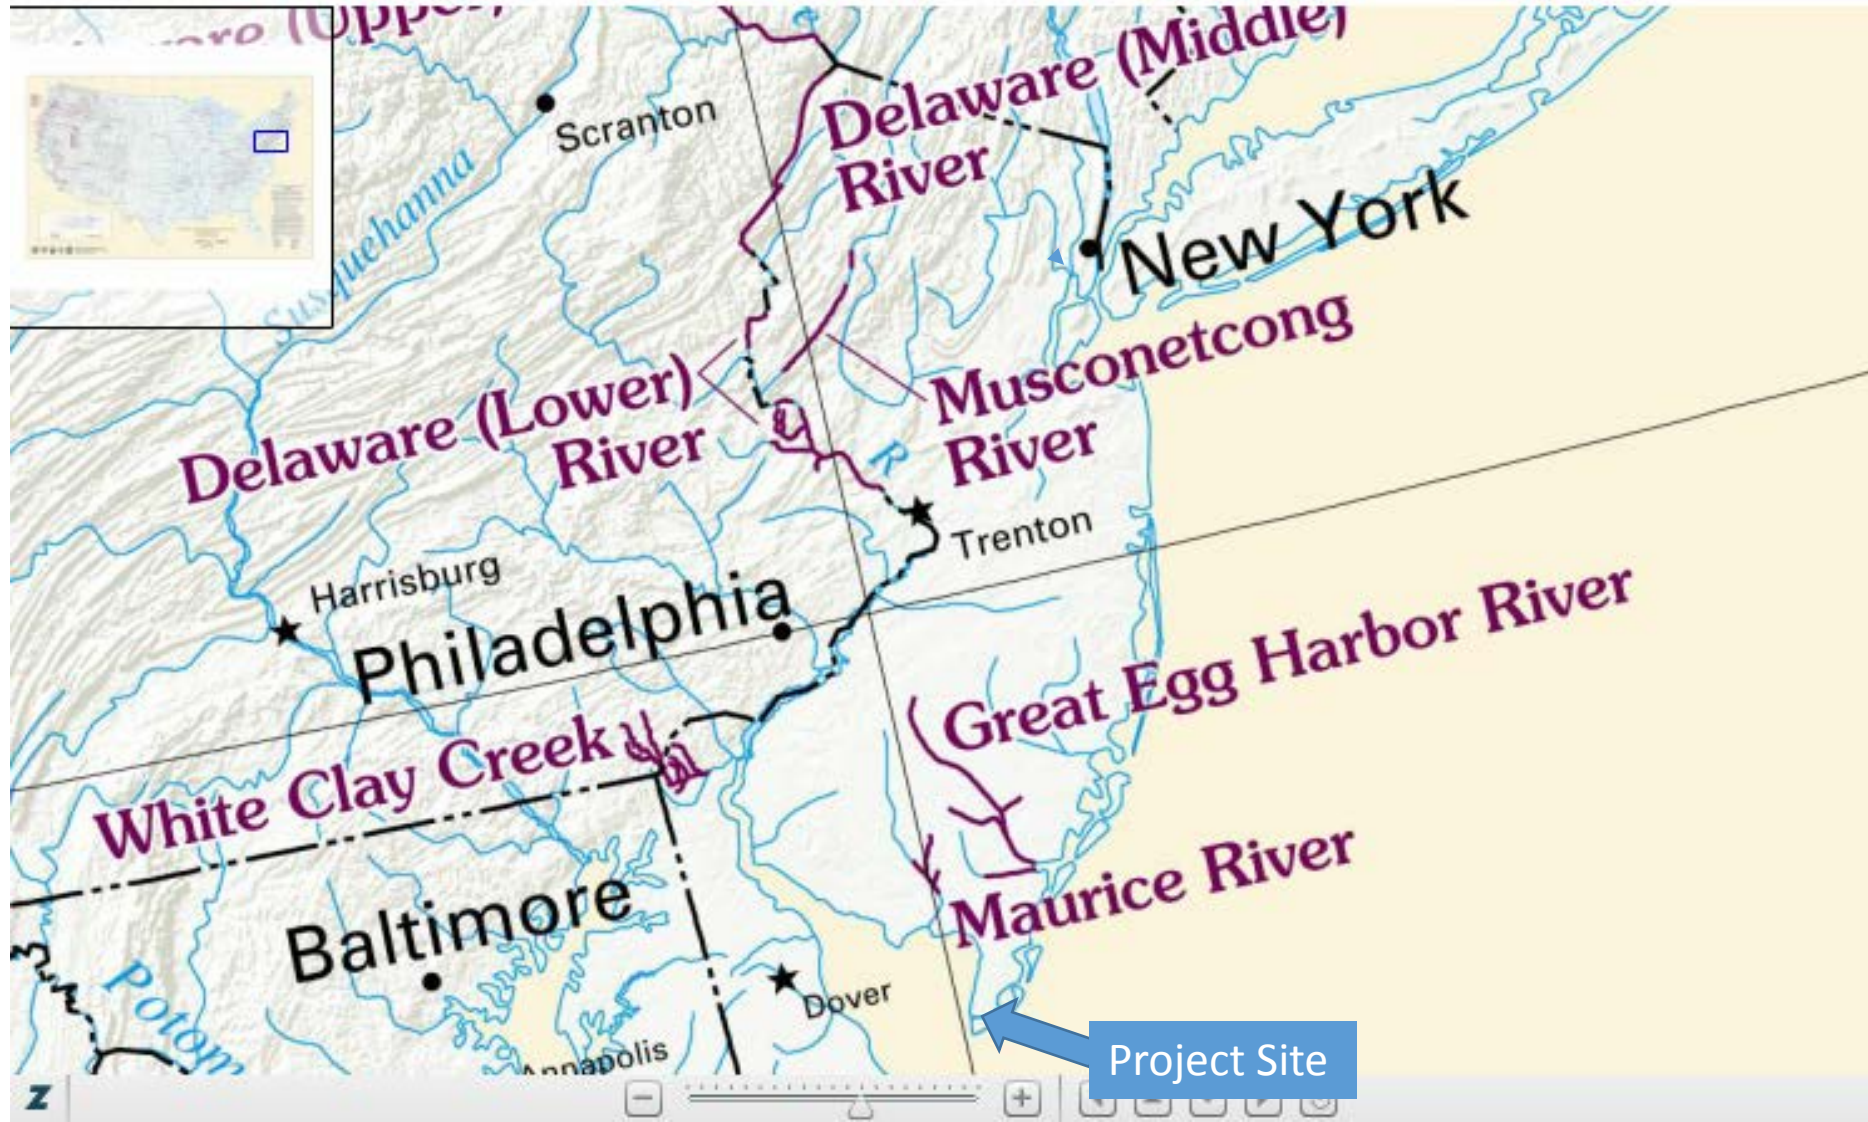 (Upper)
Scranton
Delaware (Middle)
River
Susquehanna
New York
Musconetcong
River
Delaware (Lower)
River
R
Trenton
Harrisburg
Philadelphia
Great Egg Harbor River
White Clay Creek
Maurice River
Baltimore
Dover
Potom
Annapolis
Project Site
Z